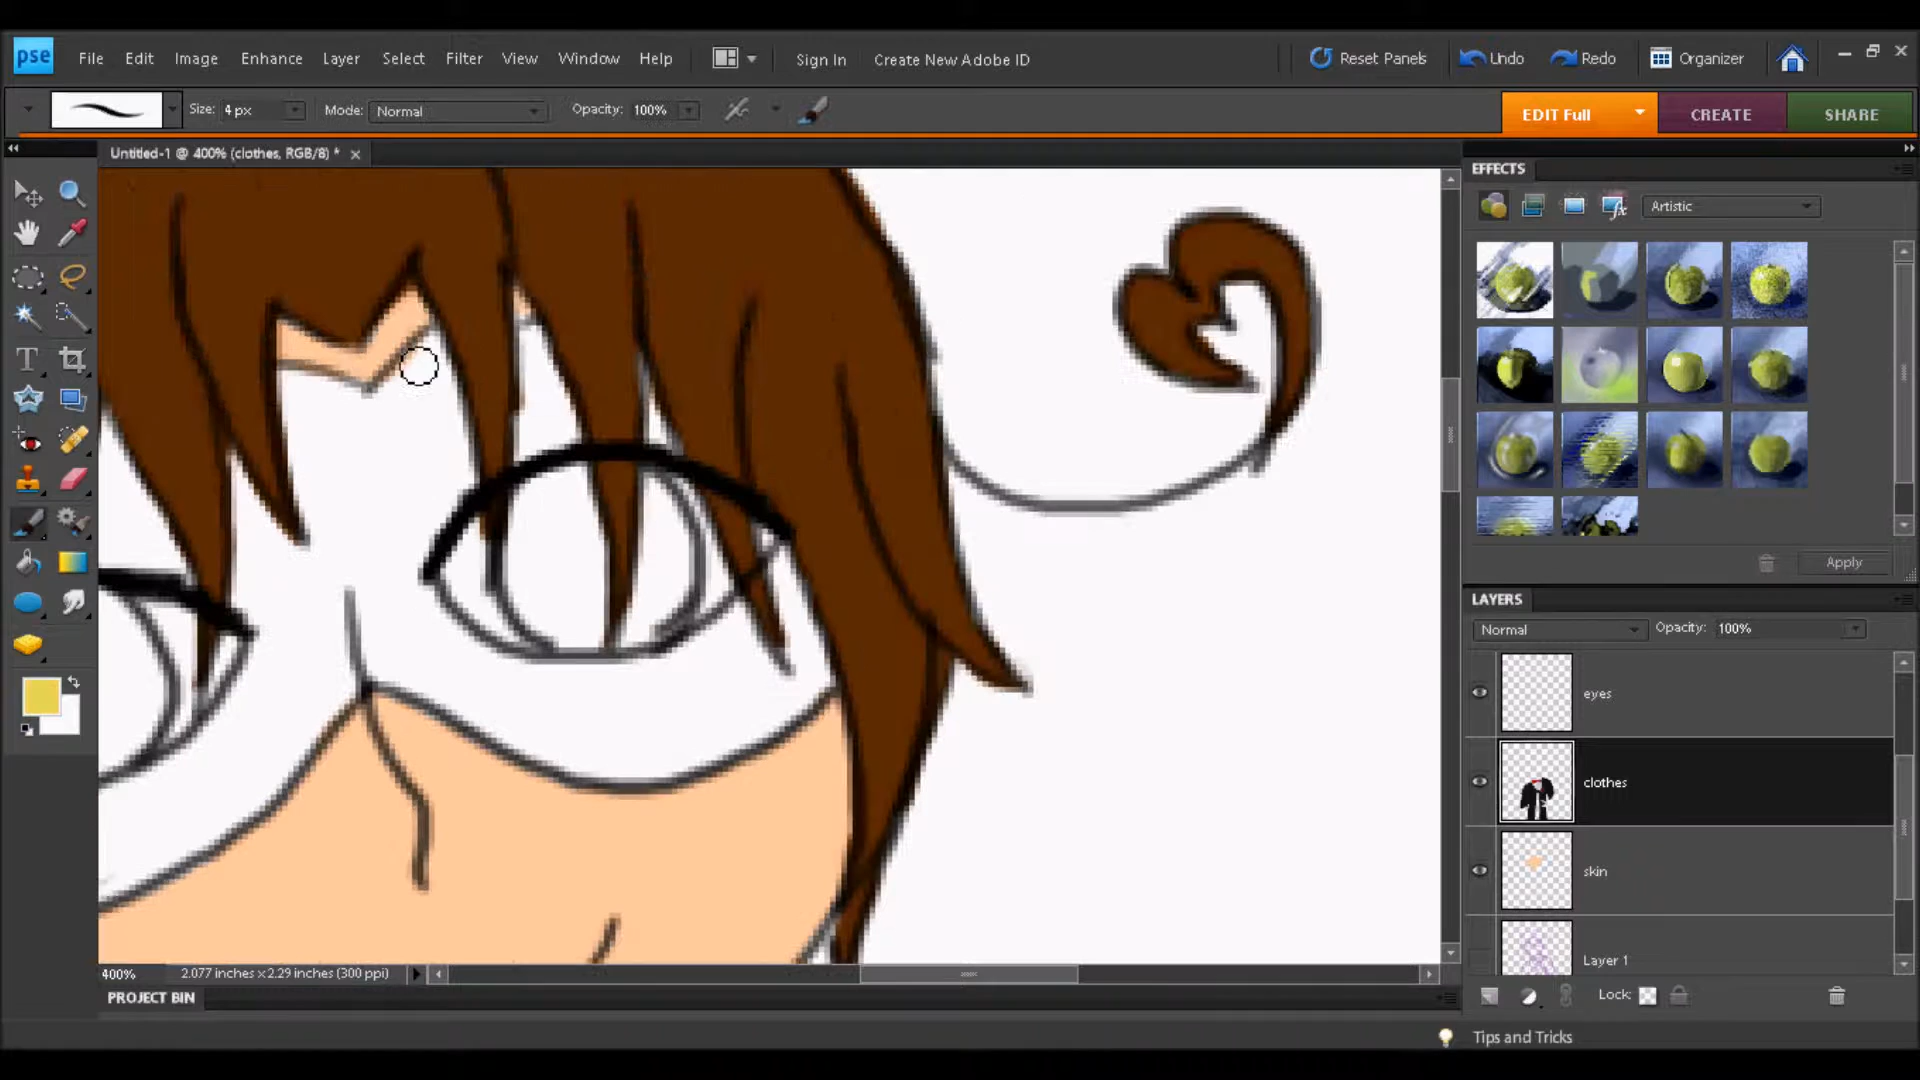 pse File Edit Image Enhance Layer Select Filter View Window Help Sign In Create New Adobe ID Reset Panels Undo Redo Organizer
Size: 4 px Mode: Normal Opacity: 100% EDIT Full CREATE SHARE
Untitled-1 @ 400% (clothes, RGB/8) *
EFFECTS
Artistic
Apply
LAYERS
Normal Opacity: 100%
eyes
clothes
skin
Layer 1
Lock:
400% 2.077 inches x 2.29 inches (300 ppi)
PROJECT BIN
Tips and Tricks